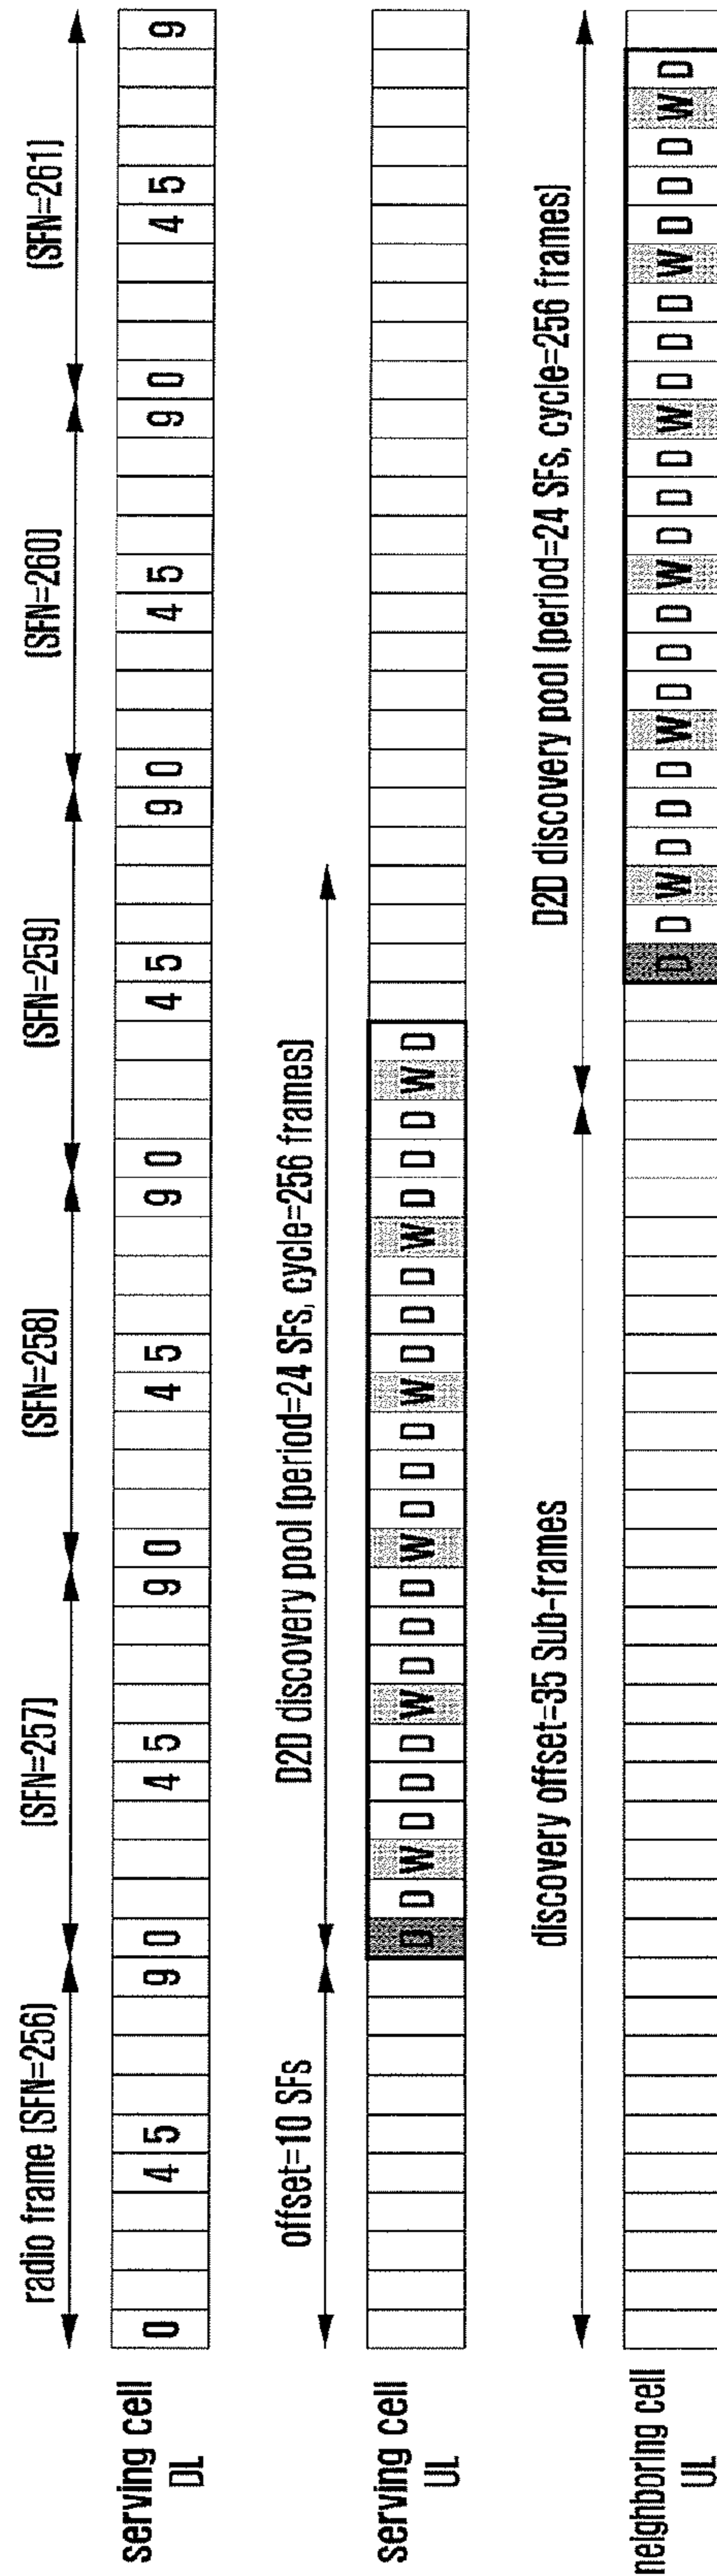 radio frame (SFN=256) (SFN=257) (SFN=258) (SFN=259) (SFN=260) (SFN=261)
serving cell
DL
0 4 5 9 0 4 5 9 0 4 5 9 0 4 5 9 0 4 5 9 0 4 5 9
offset=10 SFs D2D discovery pool (period=24 SFs, cycle=256 frames)
serving cell
UL
D D W D D D W D D D W D D D W D D D W D D D W D
discovery offset=35 Sub-frames D2D discovery pool (period=24 SFs, cycle=256 frames)
neighboring cell
UL
D D W D D D W D D D W D D D W D D D W D D D W D